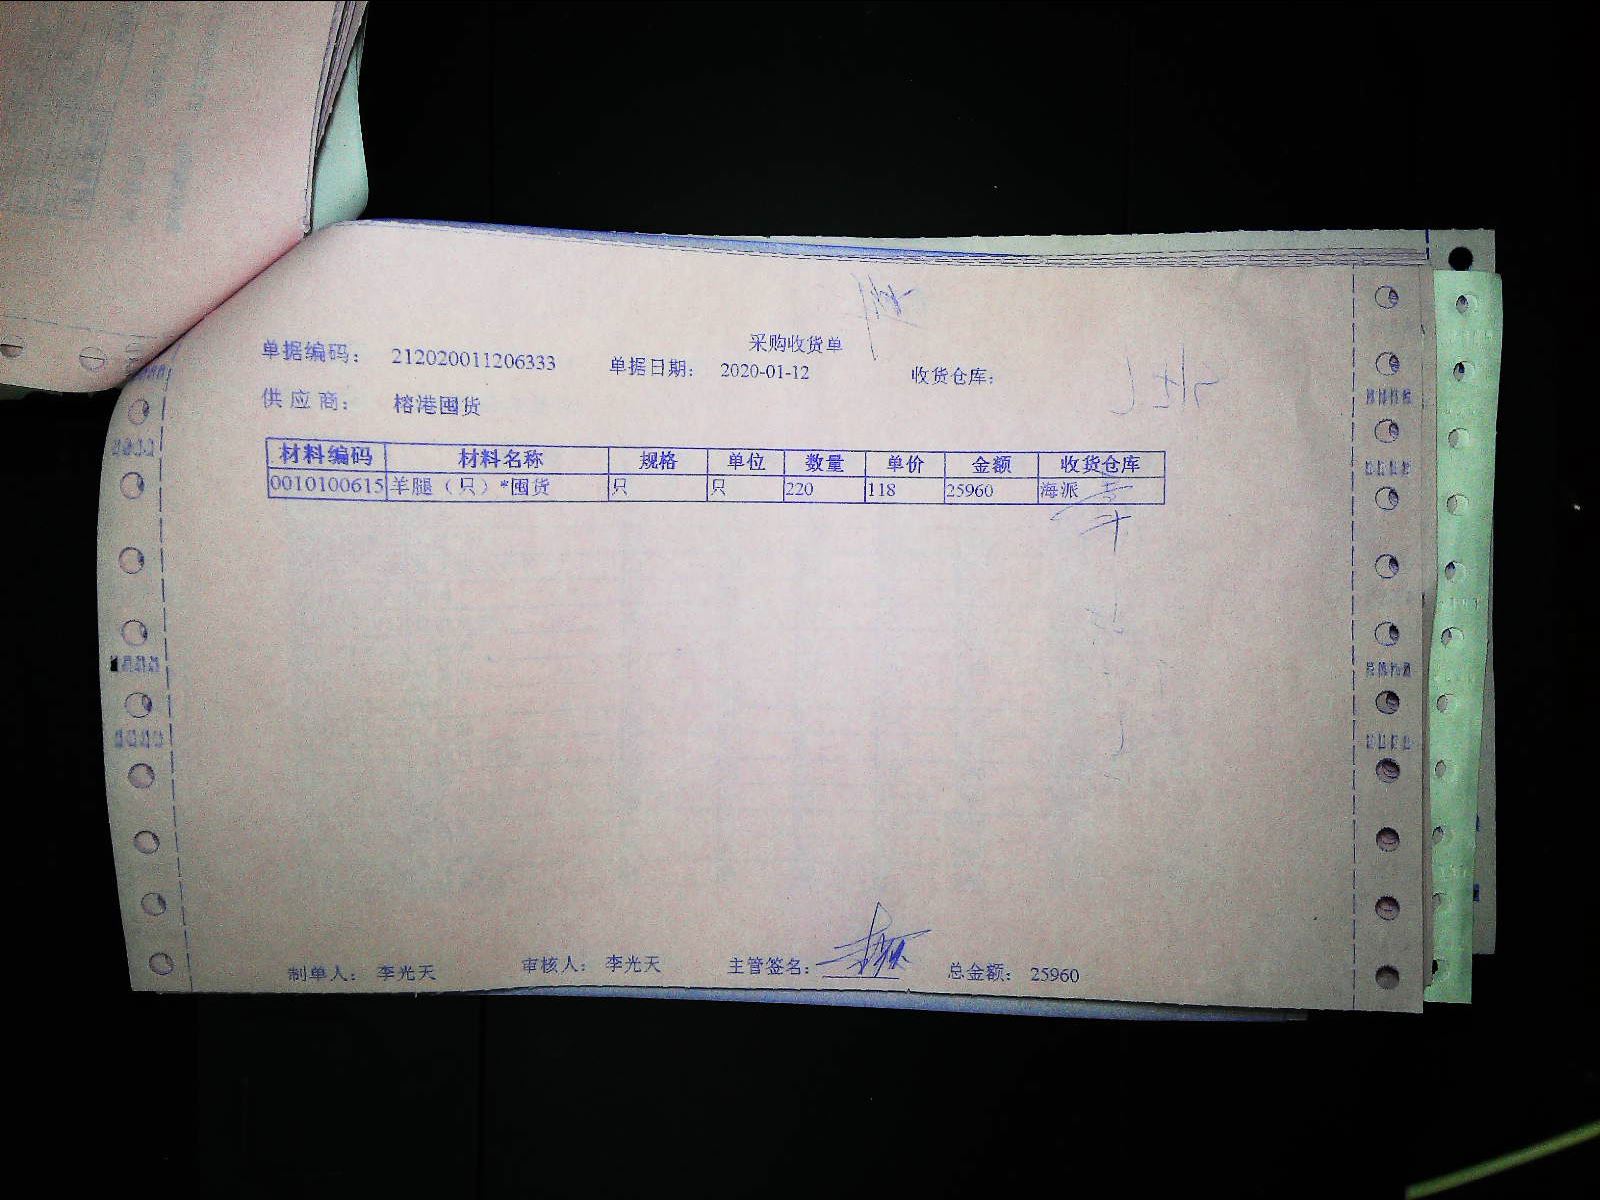 采购收货单
单据编码： 212020011206333 单据日期： 2020-01-12 收货仓库：
供应商： 榕港囤货
材料编码 材料名称 规格 单位 数量 单价 金额 收货仓库
0010100615 羊腿（只）*囤货 只 只 220 118 25960 海派
制单人： 李光天 审核人： 李光天 主管签名： 总金额： 25960